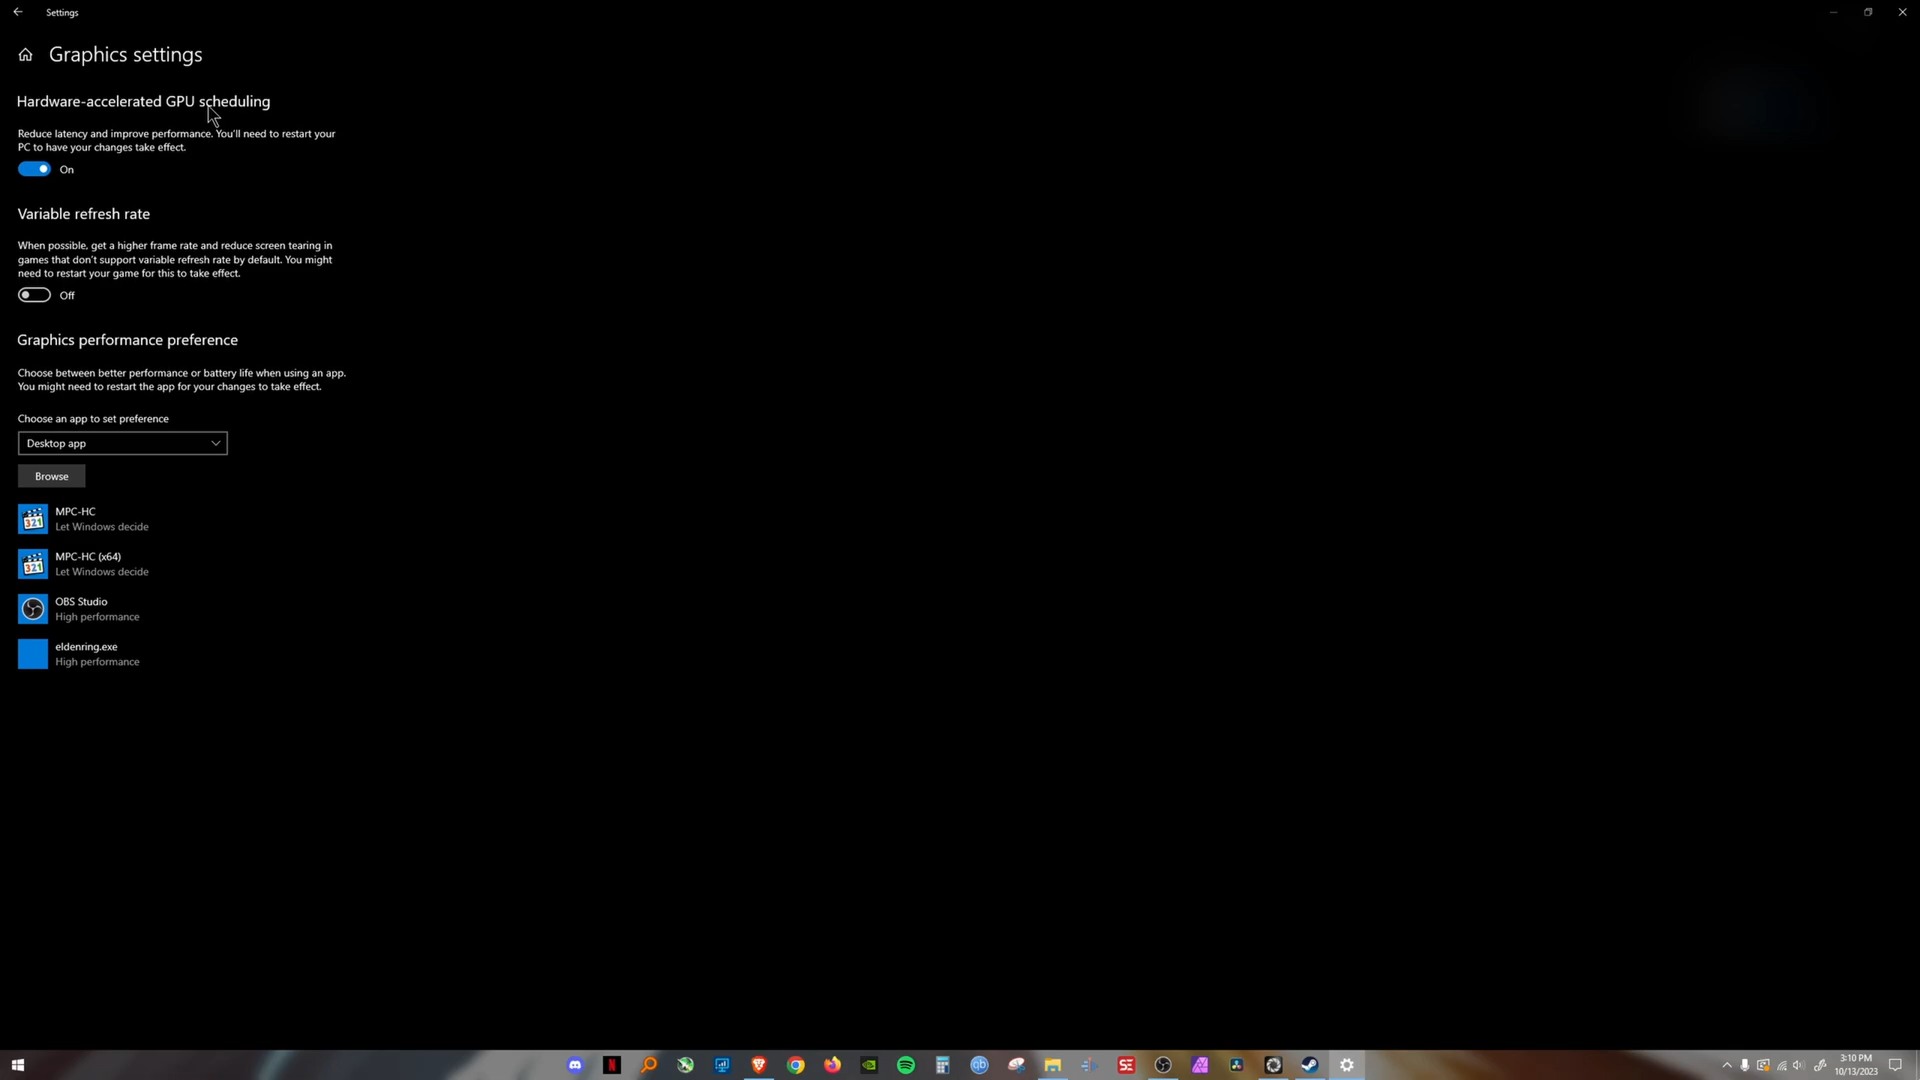 Settings
Graphics settings
Hardware-accelerated GPU scheduling
Reduce latency and improve performance. You'll need to restart your
PC to have your changes take effect.
On
Variable refresh rate
When possible, get a higher frame rate and reduce screen tearing in
games that don't support variable refresh rate by default. You might
need to restart your game for this to take effect.
Off
Graphics performance preference
Choose between better performance or battery life when using an app.
You might need to restart the app for your changes to take effect.
Choose an app to set preference
Desktop app
Browse
321
MPC-HC
Let Windows decide
321
MPC-HC (x64)
Let Windows decide
OBS Studio
High performance
eldenring.exe
High performance
N
qb
SE
3:10 PM
10/13/2023